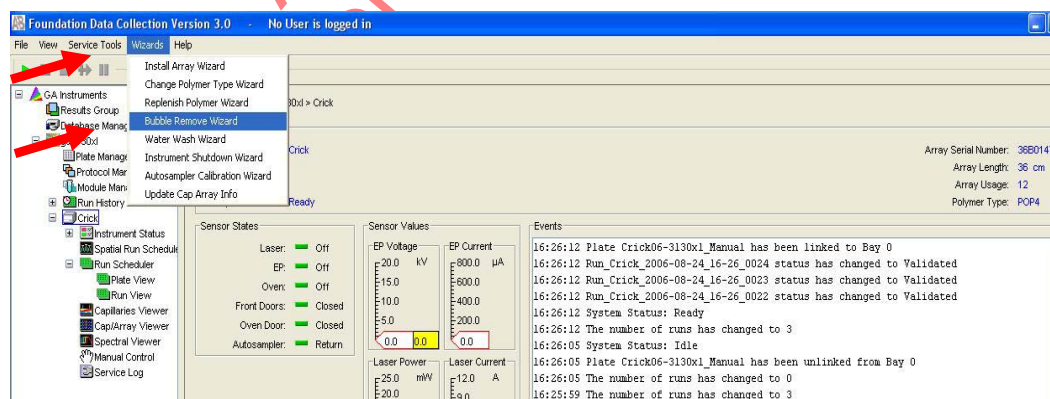 Foundation Data Collection Version 3.0 - No User is logged in
File View Service Tools Wizards Help
Install Array Wizard
Change Polymer Type Wizard
Replenish Polymer Wizard
Bubble Remove Wizard
Water Wash Wizard
Instrument Shutdown Wizard
Autosampler Calibration Wizard
Update Cap Array Info
GA Instruments
Results Group
Database Manag
Plate Manage
Protocol Mar
Module Man
Run History
Crick
Instrument Status
Spatial Run Schedule
Run Scheduler
Plate View
Run View
Capillaries Viewer
Cap/Array Viewer
Spectral Viewer
Manual Control
Service Log
> Crick
Crick
Ready
Array Serial Number: 36B014
Array Length: 36 cm
Array Usage: 12
Polymer Type: POP4
Sensor States
Laser: Off
EP: Off
Oven: Off
Front Doors: Closed
Oven Door: Closed
Autosampler: Return
Sensor Values
EP Voltage
20.0 kV
15.0
10.0
5.0
0.0 0.0
EP Current
800.0 µA
600.0
400.0
200.0
0.0
Laser Power
25.0 mW
20.0
Laser Current
12.0 A
9.0
Events
16:26:12 Plate Crick06-3130xl_Manual has been linked to Bay 0
16:26:12 Run_Crick_2006-08-24_16-26_0024 status has changed to Validated
16:26:12 Run_Crick_2006-08-24_16-26_0023 status has changed to Validated
16:26:12 Run_Crick_2006-08-24_16-26_0022 status has changed to Validated
16:26:12 System Status: Ready
16:26:12 The number of runs has changed to 3
16:26:05 System Status: Idle
16:26:05 Plate Crick06-3130xl_Manual has been unlinked from Bay 0
16:26:05 The number of runs has changed to 0
16:25:59 The number of runs has changed to 3